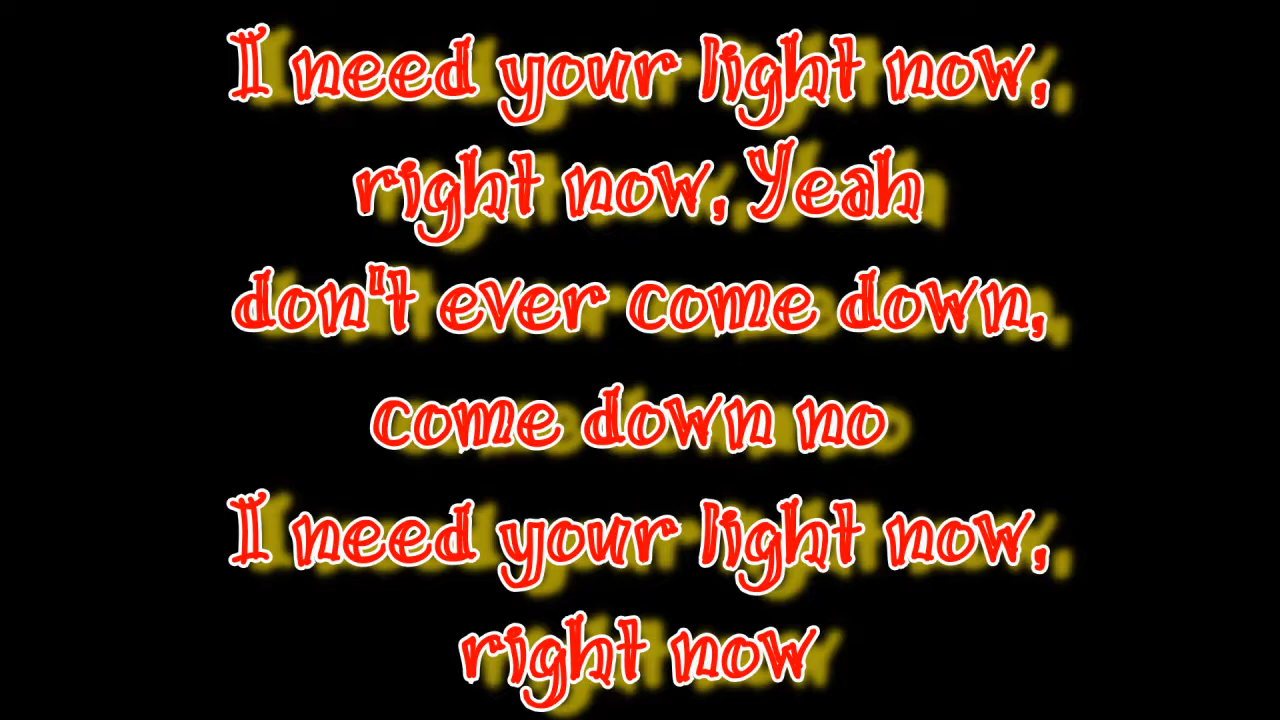 I need your light now,
right now, Yeah
don't ever come down,
come down no
I need your light now,
right now